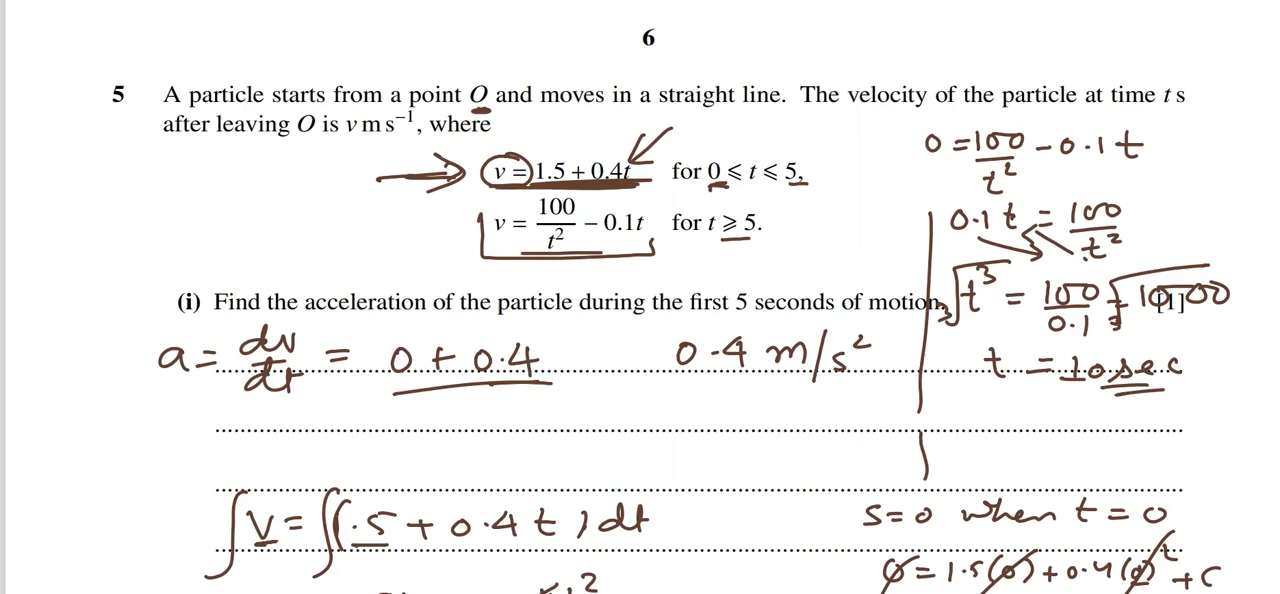 6
5 A particle starts from a point O and moves in a straight line. The velocity of the particle at time t s
after leaving O is v m s⁻¹, where
v = 1.5 + 0.4t for 0 ⩽ t ⩽ 5,
v = 100/t² − 0.1t for t ⩾ 5.
0 = 100/t² − 0.1t
0.1t = 100/t²
(i) Find the acceleration of the particle during the first 5 seconds of motion. [1]
∛t³ = 100/0.1
t = 10 sec
a = dv/dt = 0 + 0.4 0.4 m/s²
∫v = ∫(.5 + 0.4t)dt
s=0 when t=0
0 = 1.5(0) + 0.4(0)² + C